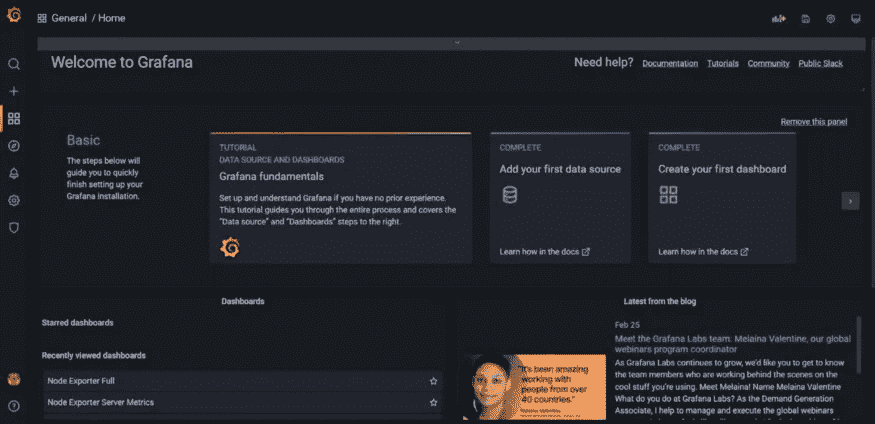 General / Home
Welcome to Grafana
Need help? Documentation Tutorials Community Public Slack
Remove this panel
Basic
The steps below will
guide you to quickly
finish setting up your
Grafana installation.
TUTORIAL
DATA SOURCE AND DASHBOARDS
Grafana fundamentals
Set up and understand Grafana if you have no prior experience.
This tutorial guides you through the entire process and covers the
"Data source" and "Dashboards" steps to the right.
COMPLETE
Add your first data source
Learn how in the docs
COMPLETE
Create your first dashboard
Learn how in the docs
Dashboards
Starred dashboards
Recently viewed dashboards
Node Exporter Full
Node Exporter Server Metrics
Latest from the blog
Feb 25
Meet the Grafana Labs team: Melaina Valentine, our global
webinars program coordinator
"It's been amazing
working with
people from over
40 countries."
As Grafana Labs continues to grow, we'd like you to get to know
the team members who are working behind the scenes on the
cool stuff you're using. Meet Melaina! Name Melaina Valentine
What do you do at Grafana Labs? As the Demand Generation
Associate, I help to manage and execute the global webinars